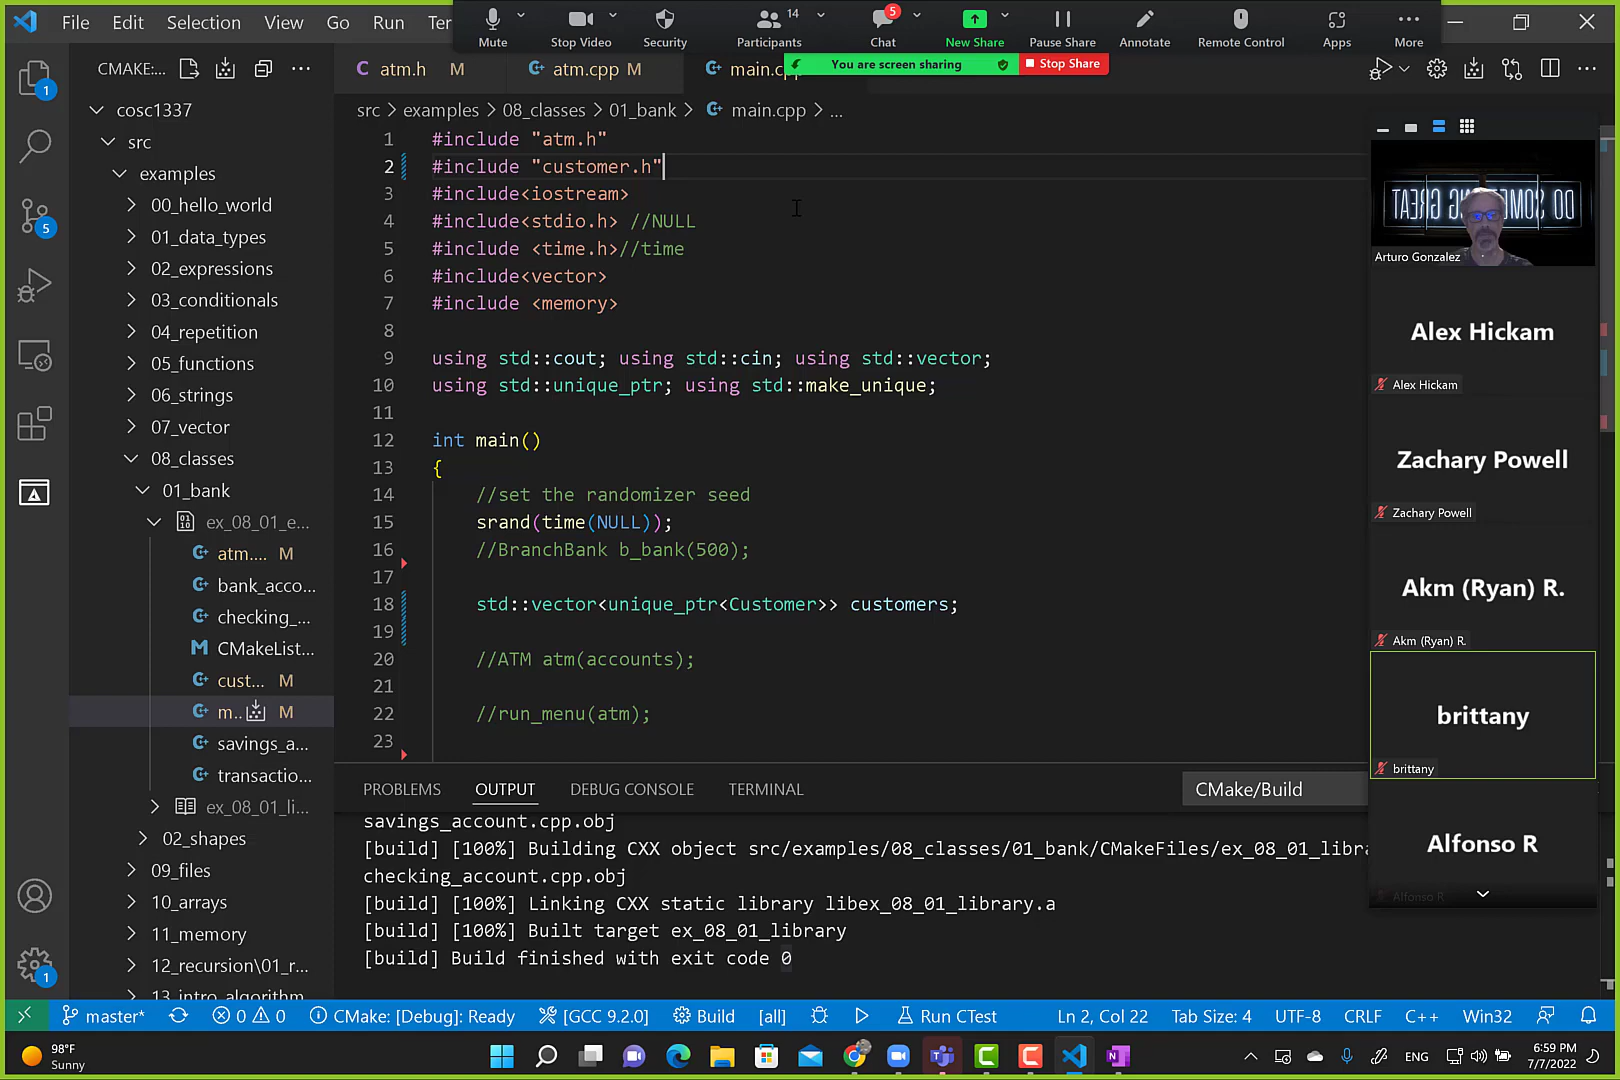 File Edit Selection View Go Run Ter
Mute
Stop Video
Security
Participants 14
Chat 5
New Share
Pause Share
Annotate
Remote Control
Apps
More
You are screen sharing
Stop Share
CMAKE:...
atm.h M
atm.cpp M
main.cp
src > examples > 08_classes > 01_bank > main.cpp > ...
cosc1337
src
examples
00_hello_world
01_data_types
02_expressions
03_conditionals
04_repetition
05_functions
06_strings
07_vector
08_classes
01_bank
ex_08_01_e...
atm.... M
bank_acco...
checking_...
CMakeList...
cust... M
m.. M
savings_a...
transactio...
ex_08_01_li...
02_shapes
09_files
10_arrays
11_memory
12_recursion\01_r...
13_intro_algorithm
1
5
1
1 #include "atm.h"
2 #include "customer.h"
3 #include<iostream>
4 #include<stdio.h> //NULL
5 #include <time.h>//time
6 #include<vector>
7 #include <memory>
8
9 using std::cout; using std::cin; using std::vector;
10 using std::unique_ptr; using std::make_unique;
11
12 int main()
13 {
14 //set the randomizer seed
15 srand(time(NULL));
16 //BranchBank b_bank(500);
17
18 std::vector<unique_ptr<Customer>> customers;
19
20 //ATM atm(accounts);
21
22 //run_menu(atm);
23
PROBLEMS OUTPUT DEBUG CONSOLE TERMINAL
CMake/Build
savings_account.cpp.obj
[build] [100%] Building CXX object src/examples/08_classes/01_bank/CMakeFiles/ex_08_01_libra
checking_account.cpp.obj
[build] [100%] Linking CXX static library libex_08_01_library.a
[build] [100%] Built target ex_08_01_library
[build] Build finished with exit code 0
DO SOMETHING GREAT
Arturo Gonzalez
Alex Hickam
Alex Hickam
Zachary Powell
Zachary Powell
Akm (Ryan) R.
Akm (Ryan) R.
brittany
brittany
Alfonso R
Alfonso R
master* 0 0 CMake: [Debug]: Ready [GCC 9.2.0] Build [all] Run CTest Ln 2, Col 22 Tab Size: 4 UTF-8 CRLF C++ Win32
98°F
Sunny
ENG
6:59 PM
7/7/2022